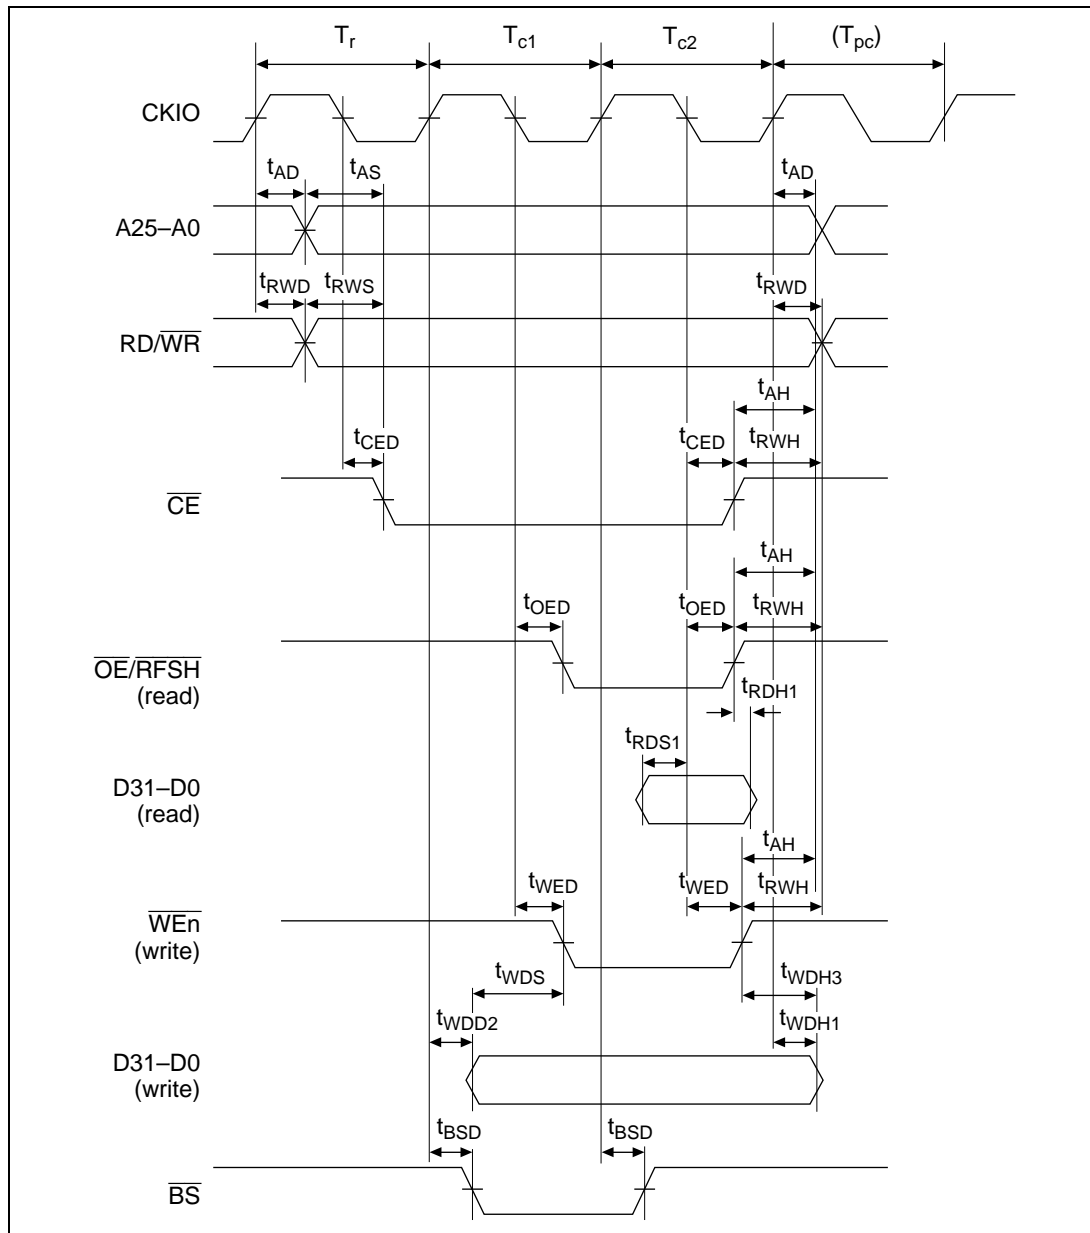 Tr Tc1 Tc2 (Tpc)
CKIO
tAD tAS tAD
A25–A0
tRWD tRWS tRWD
RD/WR
tAH
tCED tCED tRWH
CE
tAH
tOED tOED tRWH
OE/RFSH
(read)
tRDH1
tRDS1
D31–D0
(read)
tAH
tWED tWED tRWH
WEn
(write)
tWDS tWDH3
tWDD2 tWDH1
D31–D0
(write)
tBSD tBSD
BS